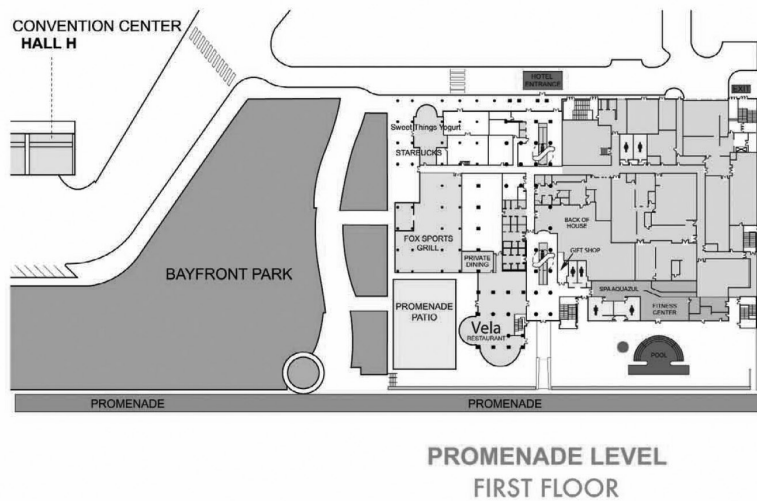 CONVENTION CENTER
HALL H
HOTEL
ENTRANCE
EXIT
Sweet Things Yogurt
STARBUCKS
FOX SPORTS
GRILL
PRIVATE
DINING
BACK OF
HOUSE
GIFT SHOP
BAYFRONT PARK
PROMENADE
PATIO
Vela
RESTAURANT
SPA AQUAZUL
FITNESS
CENTER
POOL
PROMENADE
PROMENADE
PROMENADE LEVEL
FIRST FLOOR